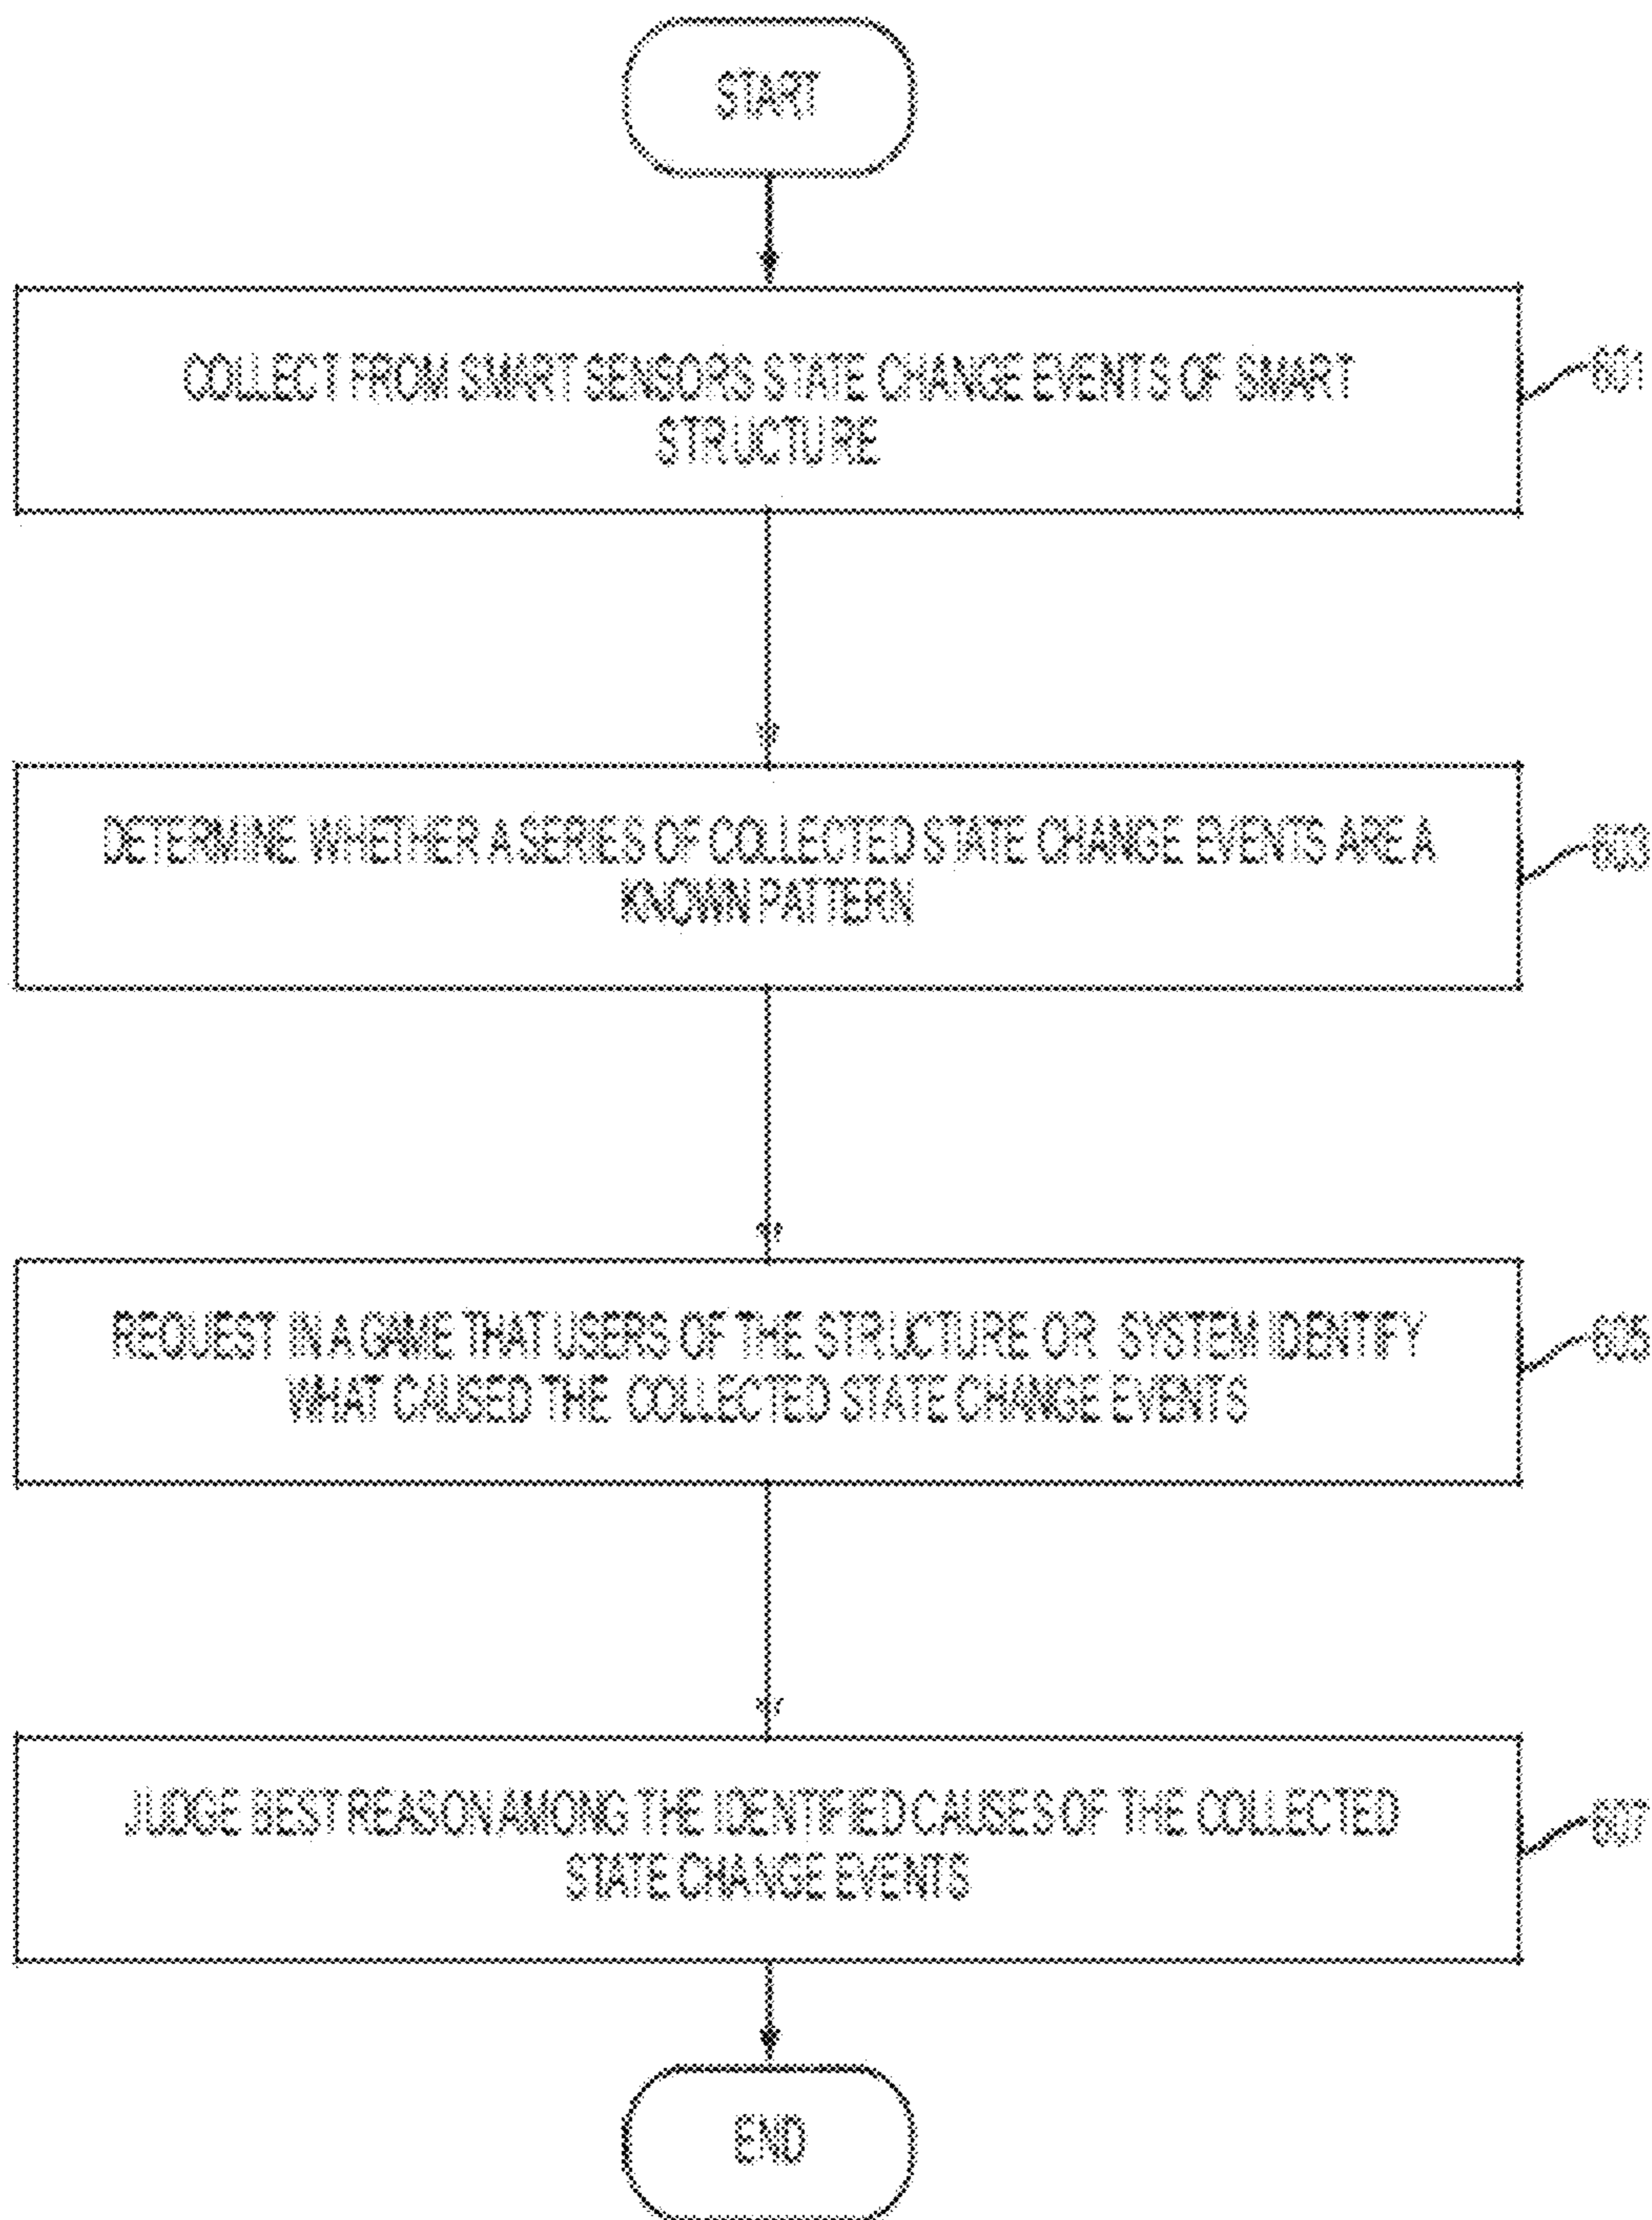 START
COLLECT FROM SMART SENSORS STATE CHANGE EVENTS OF SMART
STRUCTURE
601
DETERMINE WHETHER A SERIES OF COLLECTED STATE CHANGE EVENTS ARE A
KNOWN PATTERN
603
REQUEST IN A GAME THAT USERS OF THE STRUCTURE OR SYSTEM IDENTIFY
WHAT CAUSED THE COLLECTED STATE CHANGE EVENTS
605
JUDGE BEST REASON AMONG THE IDENTIFIED CAUSES OF THE COLLECTED
STATE CHANGE EVENTS
607
END